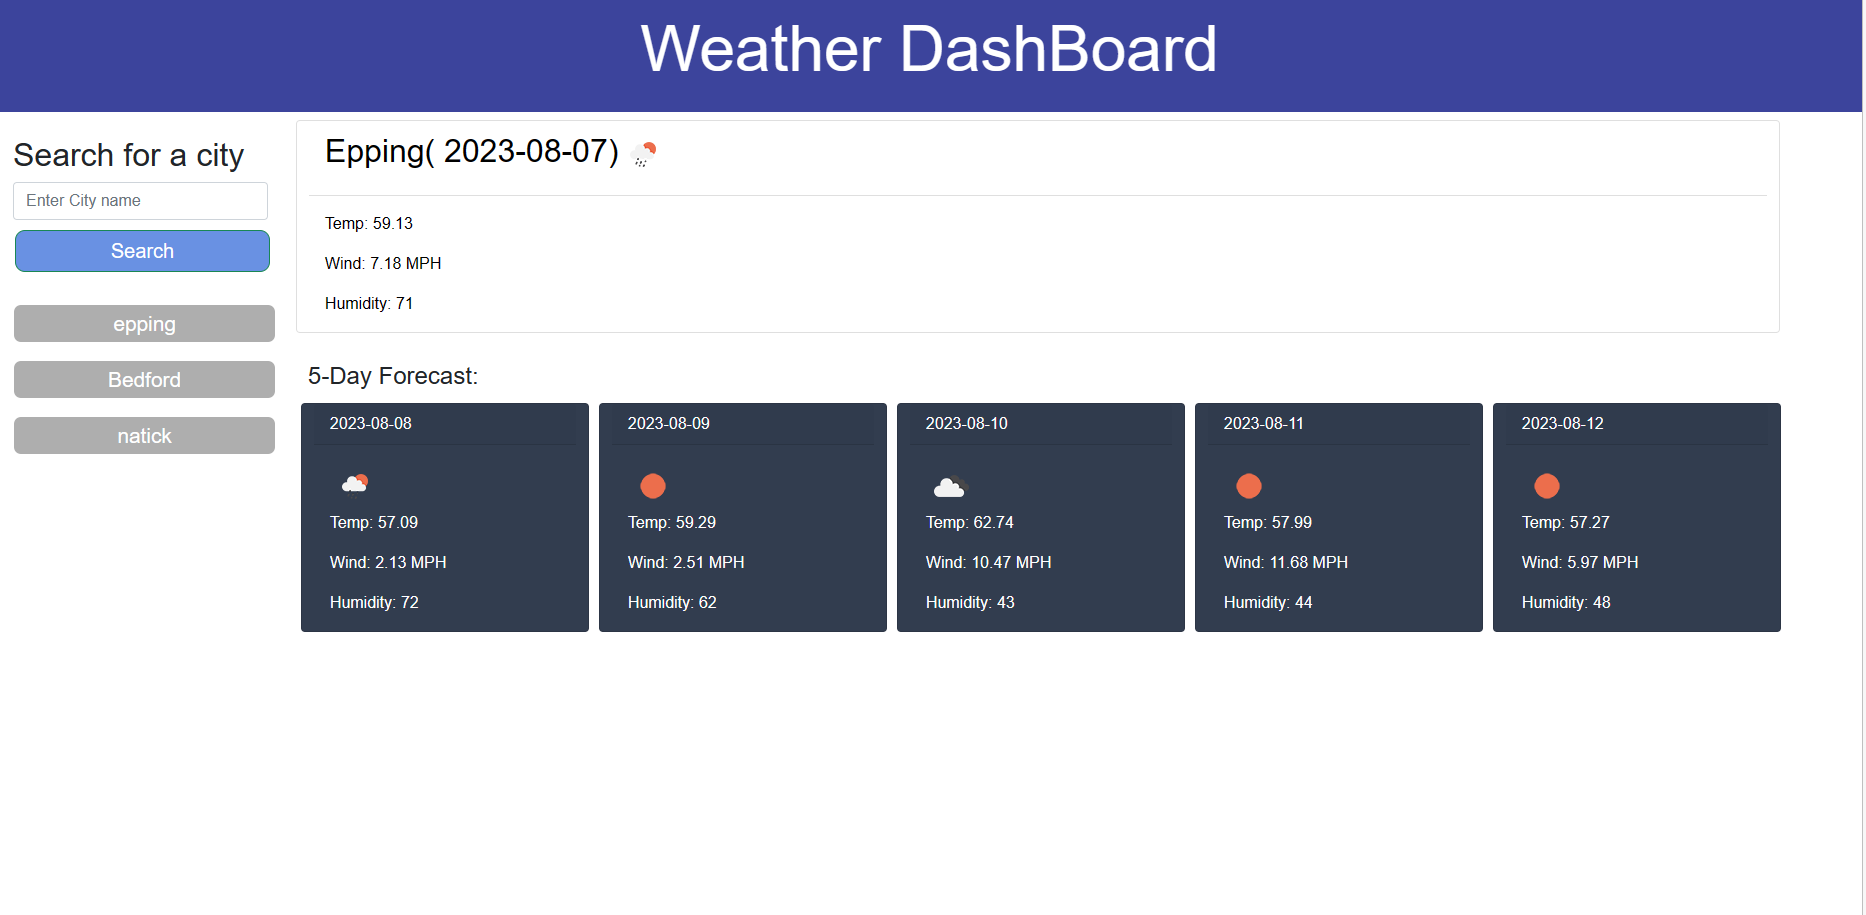 Weather DashBoard
Search for a city
Enter City name
Search
epping
Bedford
natick
Epping( 2023-08-07)
Temp: 59.13
Wind: 7.18 MPH
Humidity: 71
5-Day Forecast:
2023-08-08
Temp: 57.09
Wind: 2.13 MPH
Humidity: 72
2023-08-09
Temp: 59.29
Wind: 2.51 MPH
Humidity: 62
2023-08-10
Temp: 62.74
Wind: 10.47 MPH
Humidity: 43
2023-08-11
Temp: 57.99
Wind: 11.68 MPH
Humidity: 44
2023-08-12
Temp: 57.27
Wind: 5.97 MPH
Humidity: 48